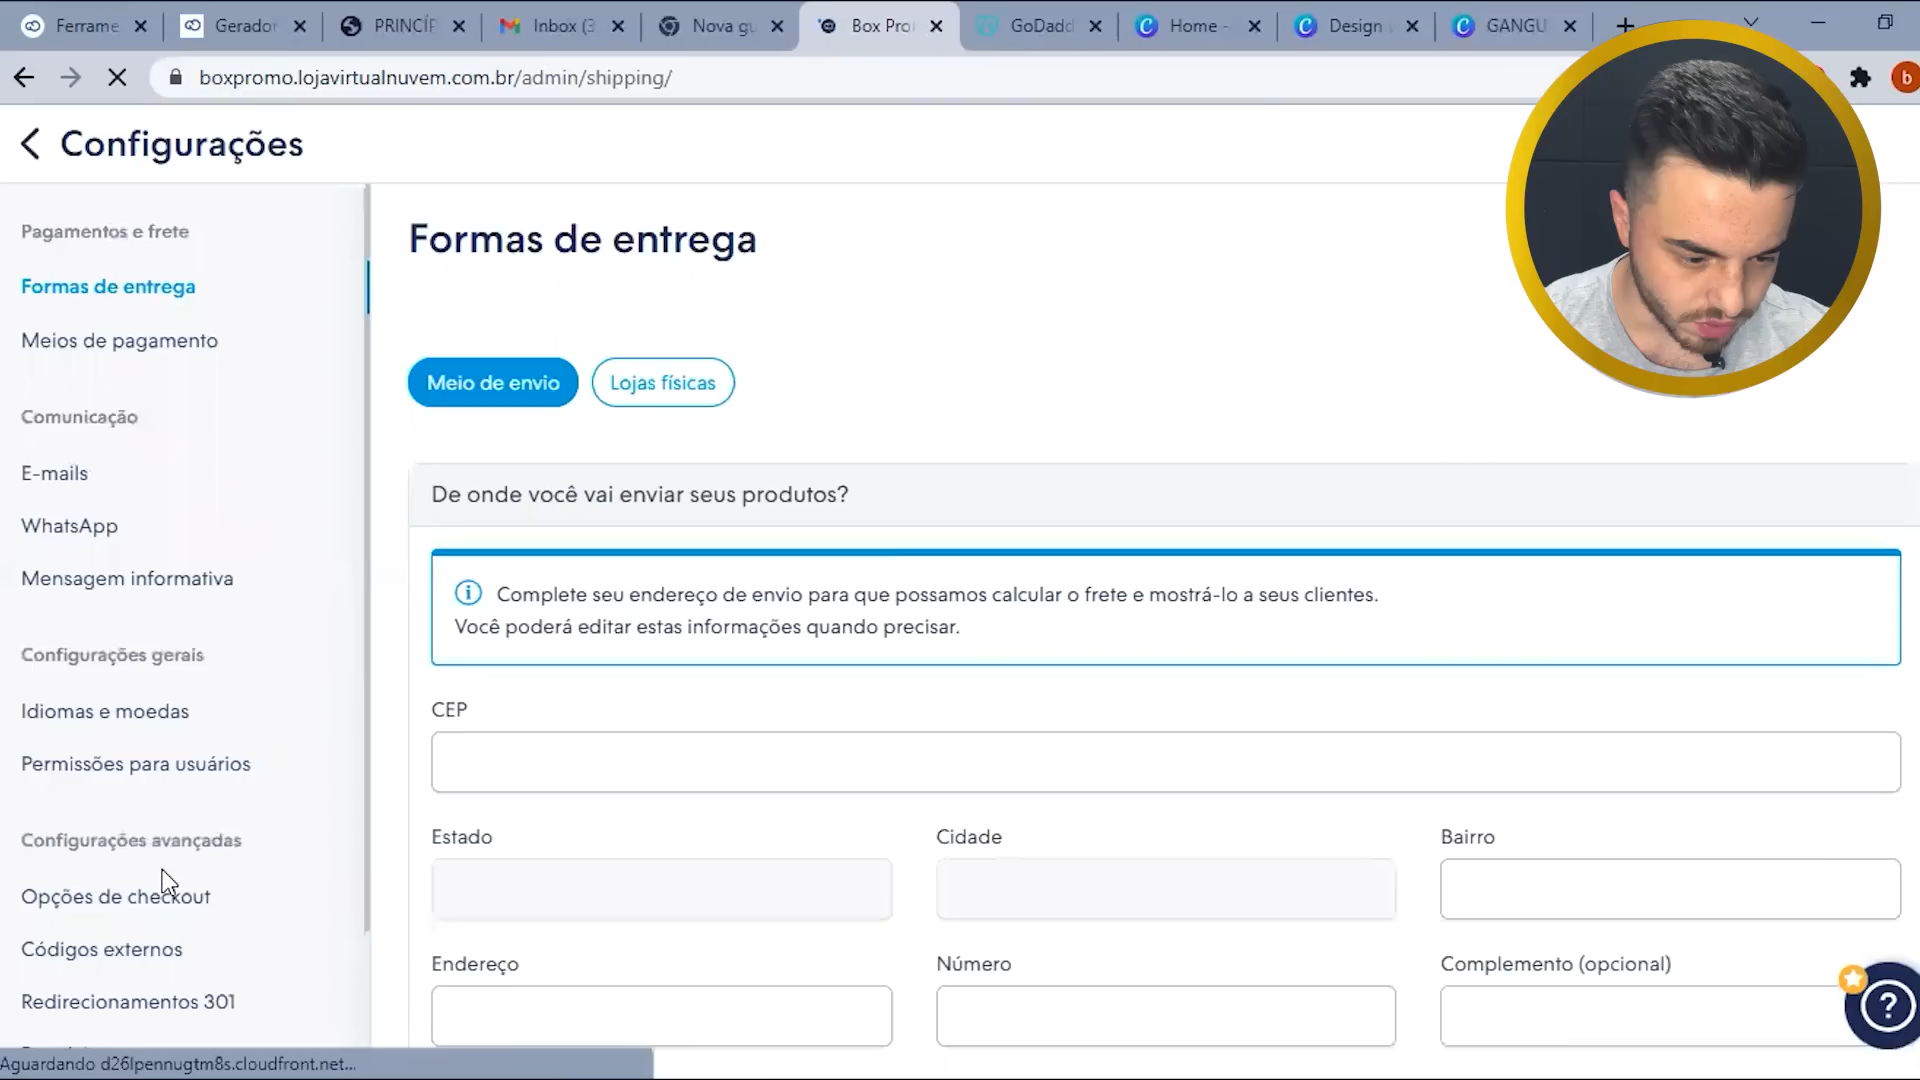 Ferrame
Gerador
PRINCÍP
Inbox (3
Nova gu
Box Pro
GoDadd
Home -
Design
GANGU
boxpromo.lojavirtualnuvem.com.br/admin/shipping/
b
Configurações
Pagamentos e frete
Formas de entrega
Meios de pagamento
Comunicação
E-mails
WhatsApp
Mensagem informativa
Configurações gerais
Idiomas e moedas
Permissões para usuários
Configurações avançadas
Opções de checkout
Códigos externos
Redirecionamentos 301
Aguardando d26lpennugtm8s.cloudfront.net...
Formas de entrega
Meio de envio
Lojas físicas
De onde você vai enviar seus produtos?
Complete seu endereço de envio para que possamos calcular o frete e mostrá-lo a seus clientes.
Você poderá editar estas informações quando precisar.
CEP
Estado
Cidade
Bairro
Endereço
Número
Complemento (opcional)